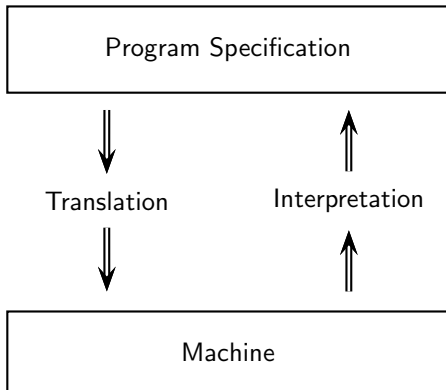 Program Specification
Translation
Interpretation
Machine